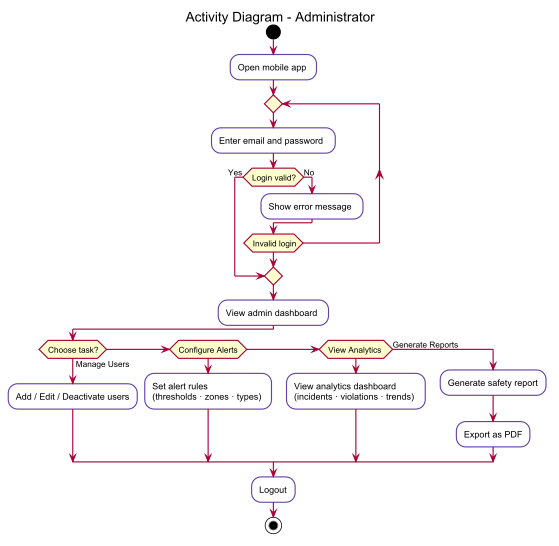 Activity Diagram - Administrator
Open mobile app
Enter email and password
Yes
Login valid?
No
Show error message
Invalid login
View admin dashboard
Choose task?
Configure Alerts
View Analytics
Generate Reports
Manage Users
Add / Edit / Deactivate users
Set alert rules
(thresholds · zones · types)
View analytics dashboard
(incidents · violations · trends)
Generate safety report
Export as PDF
Logout